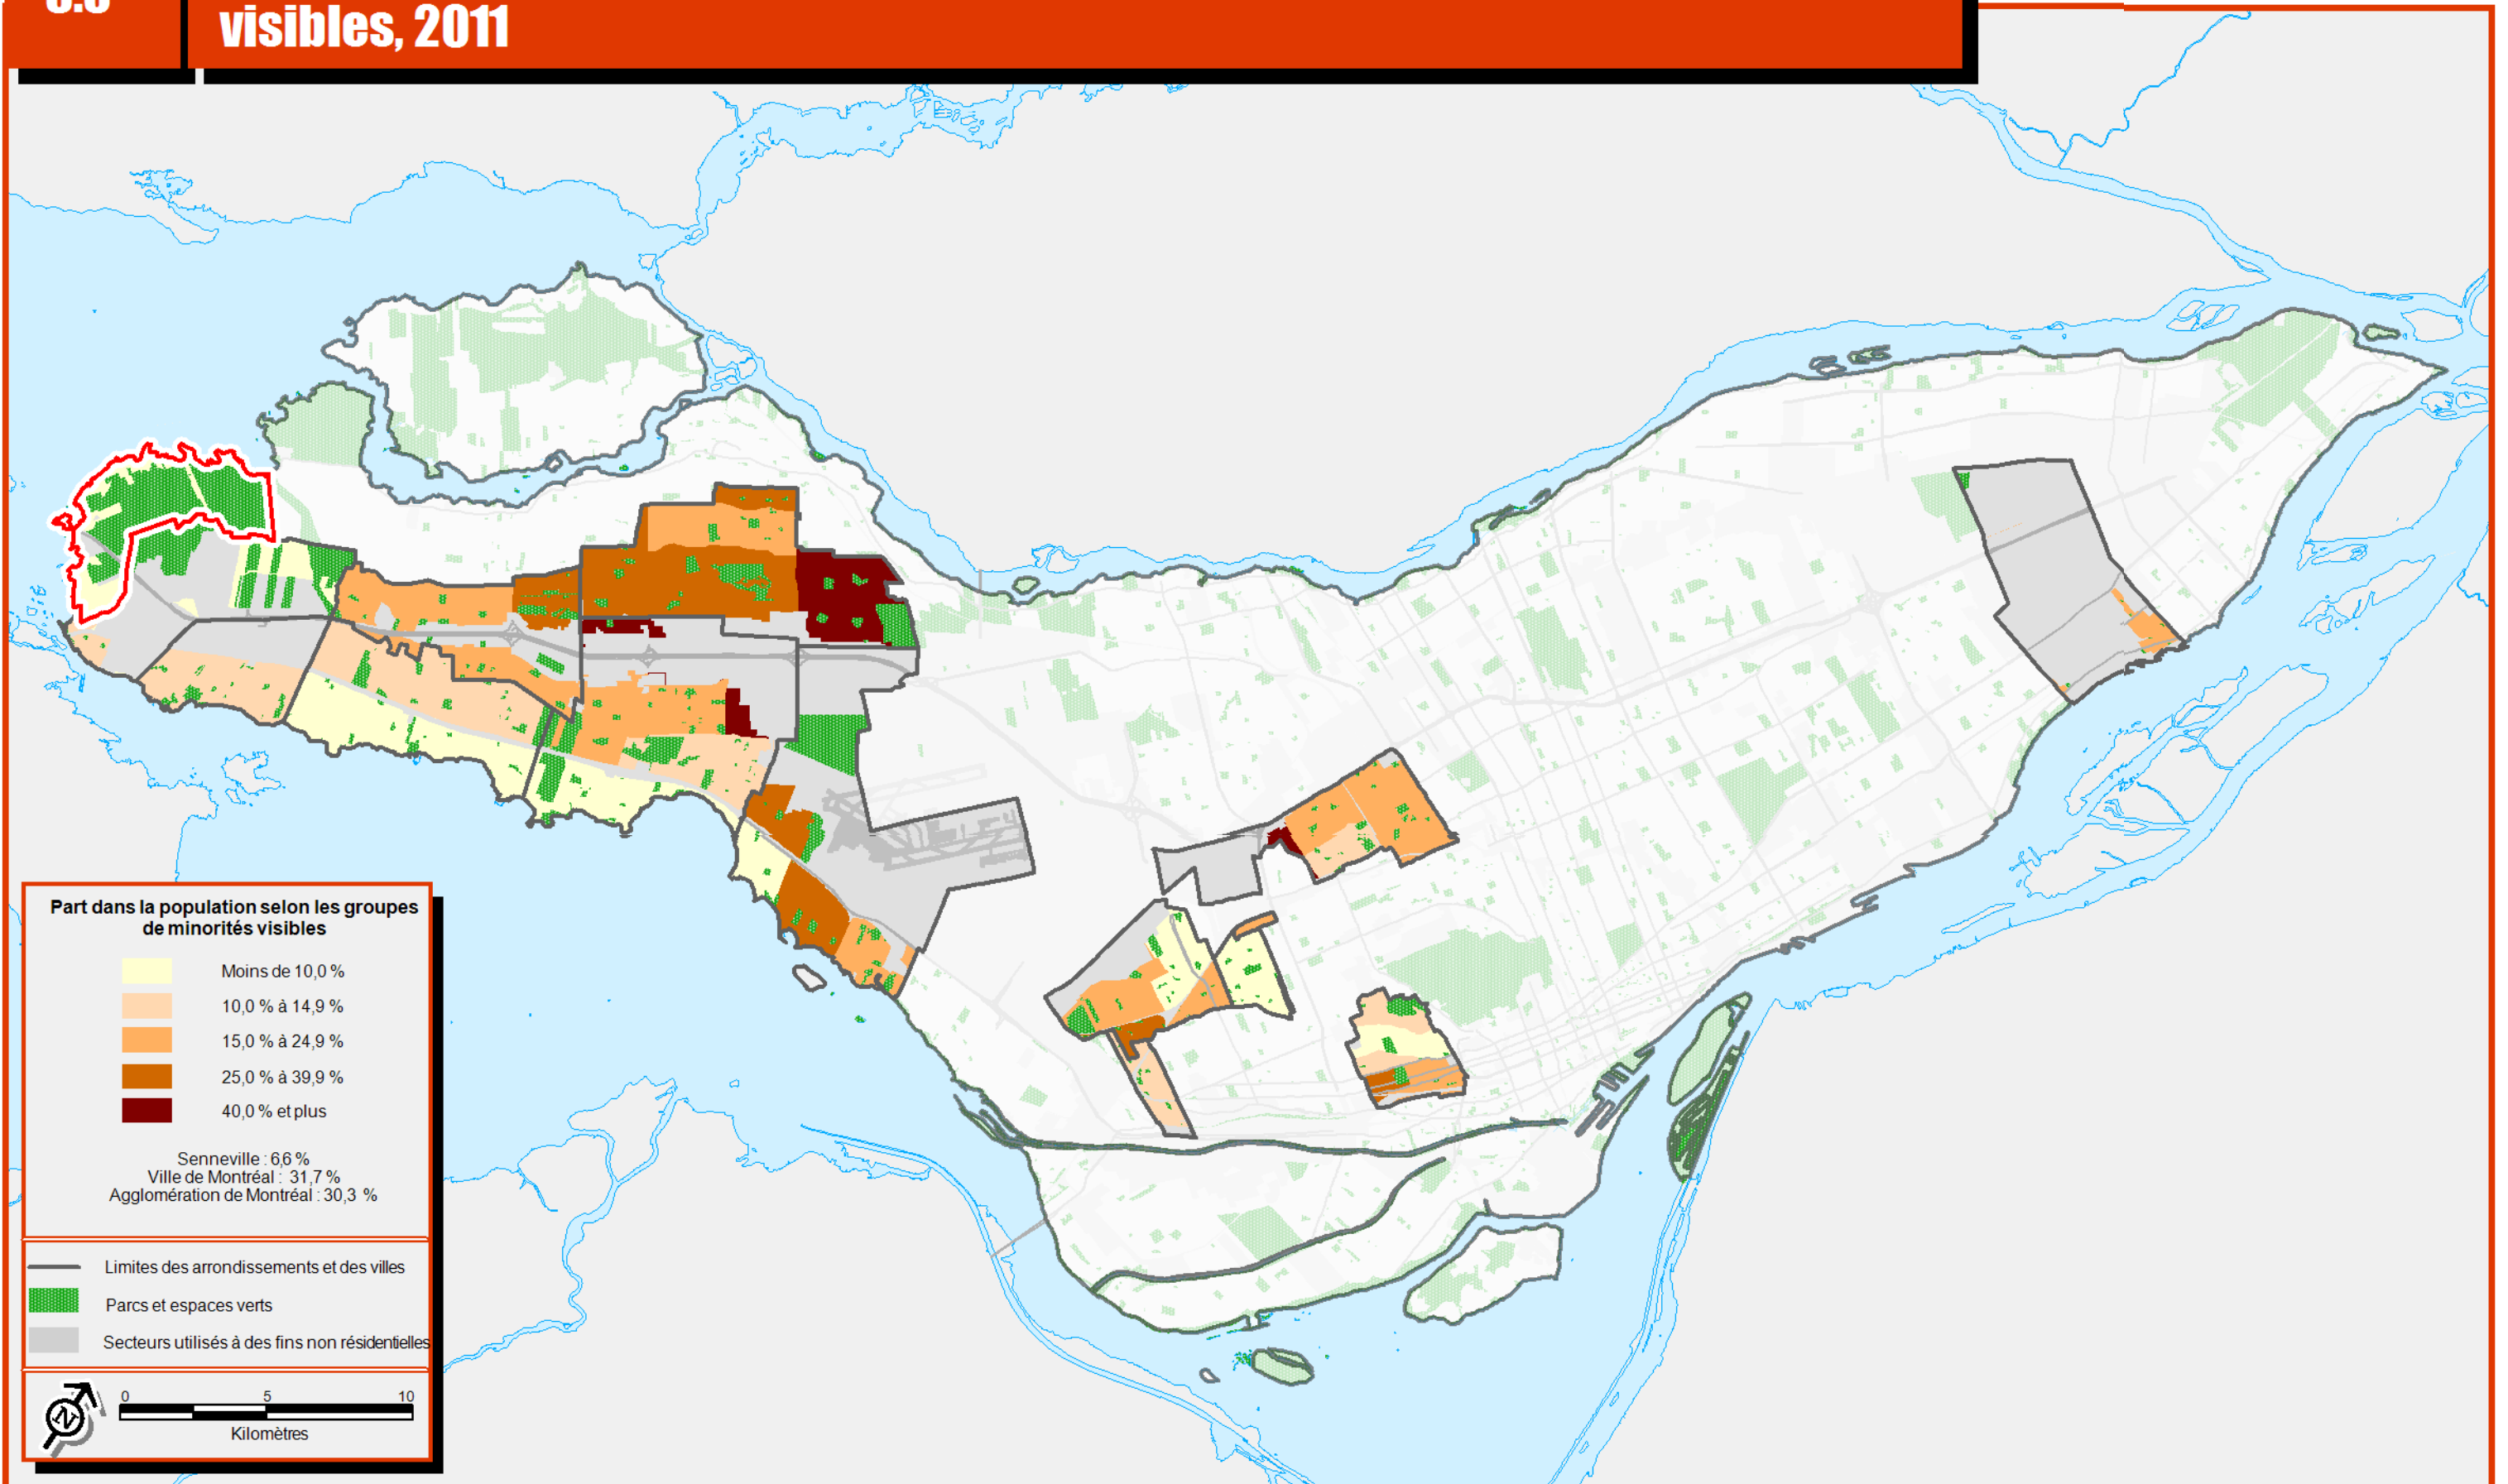 visibles, 2011
Part dans la population selon les groupes
de minorités visibles
Moins de 10,0 %
10,0 % à 14,9 %
15,0 % à 24,9 %
25,0 % à 39,9 %
40,0 % et plus
Senneville : 6,6 %
Ville de Montréal : 31,7 %
Agglomération de Montréal : 30,3 %
Limites des arrondissements et des villes
Parcs et espaces verts
Secteurs utilisés à des fins non résidentielles
N
0 5 10
Kilomètres